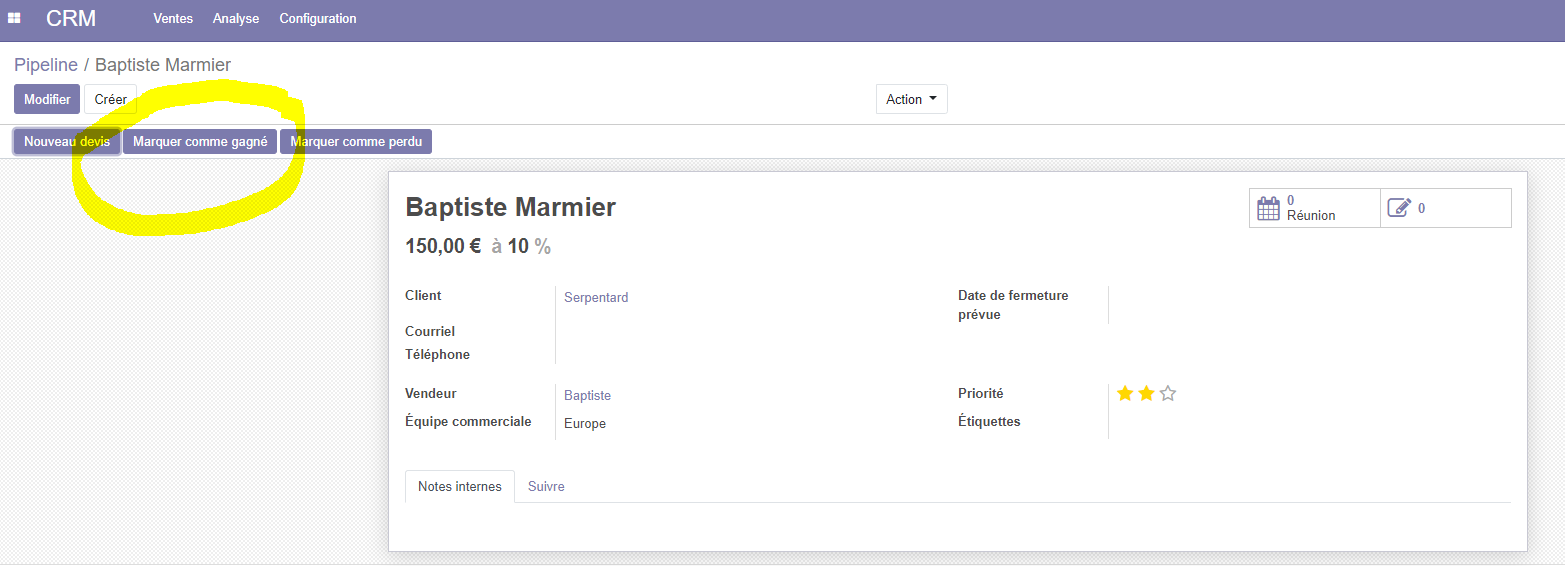 CRM Ventes Analyse Configuration
Pipeline / Baptiste Marmier
Modifier Créer Action
Nouveau devis Marquer comme gagné Marquer comme perdu
Baptiste Marmier
0
Réunion
0
150,00 € à 10 %
Client Serpentard
Date de fermeture
prévue
Courriel
Téléphone
Vendeur Baptiste
Priorité
Équipe commerciale Europe
Étiquettes
Notes internes Suivre